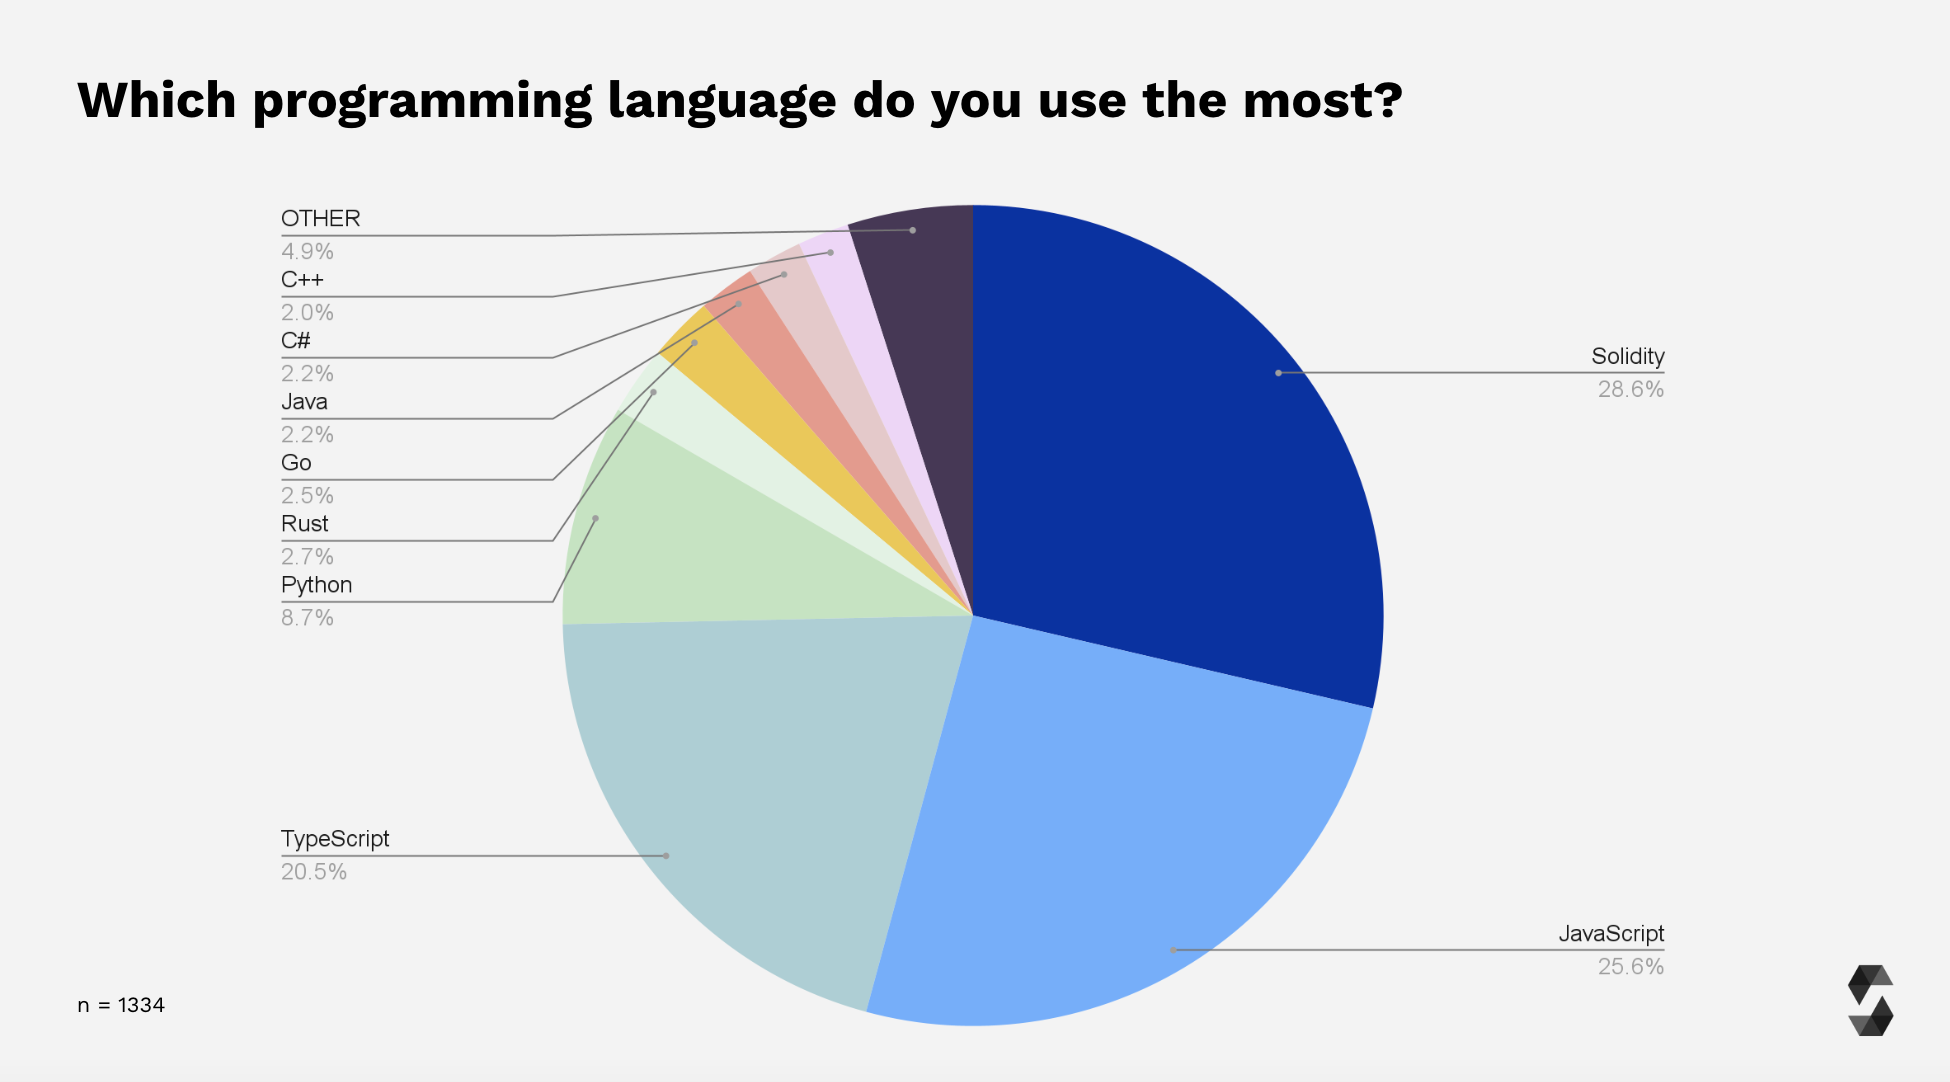 Which programming language do you use the most?
OTHER
4.9%
C++
2.0%
C#
2.2%
Java
2.2%
Go
2.5%
Rust
2.7%
Python
8.7%
TypeScript
20.5%
Solidity
28.6%
JavaScript
25.6%
n = 1334